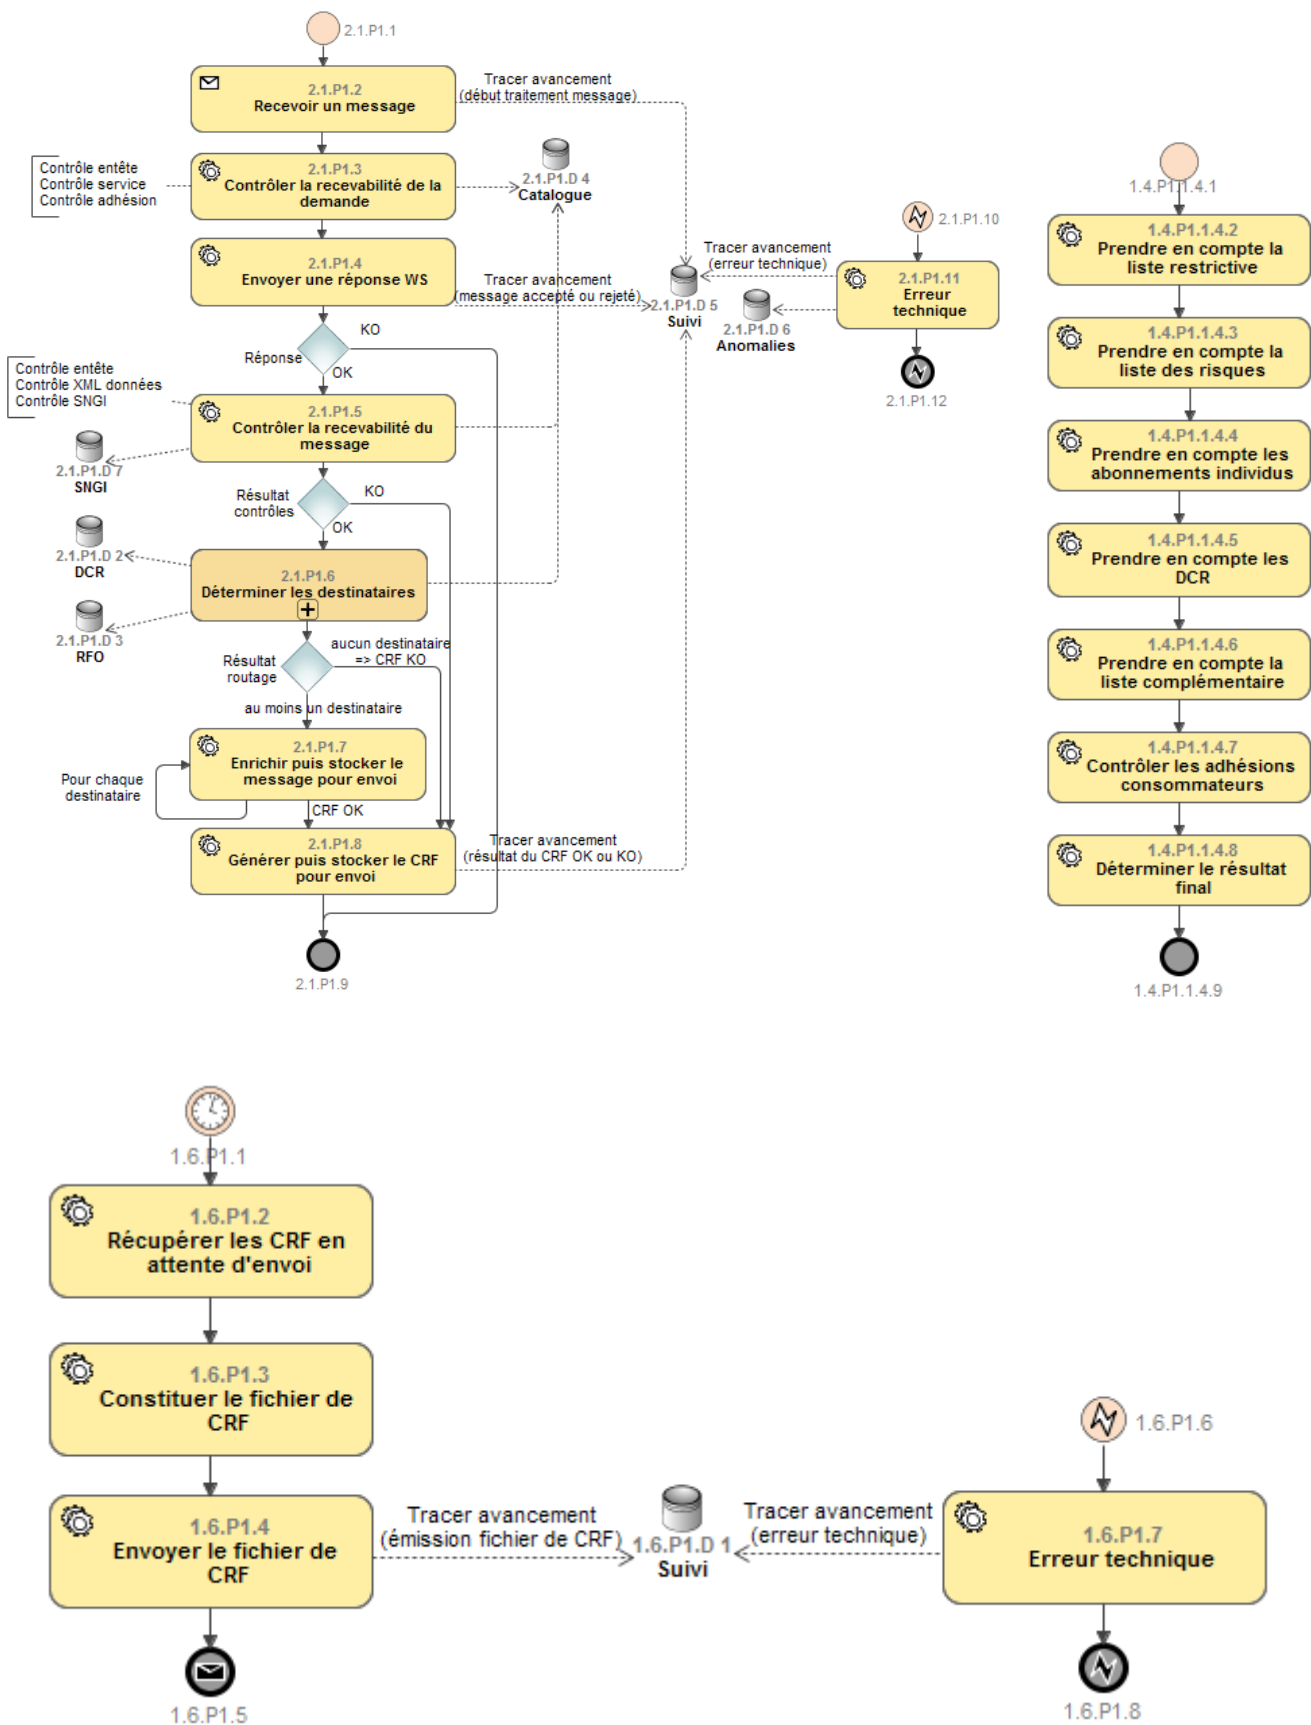 2.1.P1.1
2.1.P1.2
Recevoir un message
Tracer avancement
(début traitement message)
Contrôle entête
Contrôle service
Contrôle adhésion
2.1.P1.3
Contrôler la recevabilité de la
demande
2.1.P1.D 4
Catalogue
2.1.P1.4
Envoyer une réponse WS
Tracer avancement
(message accepté ou rejeté)
2.1.P1.D 5
Suivi
Tracer avancement
(erreur technique)
2.1.P1.10
2.1.P1.11
Erreur
technique
2.1.P1.D 6
Anomalies
2.1.P1.12
Réponse
KO
OK
Contrôle entête
Contrôle XML données
Contrôle SNGI
2.1.P1.5
Contrôler la recevabilité du
message
2.1.P1.D 7
SNGI
Résultat
contrôles
KO
OK
2.1.P1.D 2
DCR
2.1.P1.6
Déterminer les destinataires
2.1.P1.D 3
RFO
Résultat
routage
aucun destinataire
=> CRF KO
au moins un destinataire
2.1.P1.7
Enrichir puis stocker le
message pour envoi
Pour chaque
destinataire
CRF OK
2.1.P1.8
Générer puis stocker le CRF
pour envoi
Tracer avancement
(résultat du CRF OK ou KO)
2.1.P1.9
1.4.P1.1.4.1
1.4.P1.1.4.2
Prendre en compte la
liste restrictive
1.4.P1.1.4.3
Prendre en compte la
liste des risques
1.4.P1.1.4.4
Prendre en compte les
abonnements individus
1.4.P1.1.4.5
Prendre en compte les
DCR
1.4.P1.1.4.6
Prendre en compte la
liste complémentaire
1.4.P1.1.4.7
Contrôler les adhésions
consommateurs
1.4.P1.1.4.8
Déterminer le résultat
final
1.4.P1.1.4.9
1.6.P1.1
1.6.P1.2
Récupérer les CRF en
attente d'envoi
1.6.P1.3
Constituer le fichier de
CRF
1.6.P1.4
Envoyer le fichier de
CRF
Tracer avancement
(émission fichier de CRF)
1.6.P1.D 1
Suivi
Tracer avancement
(erreur technique)
1.6.P1.6
1.6.P1.7
Erreur technique
1.6.P1.5
1.6.P1.8